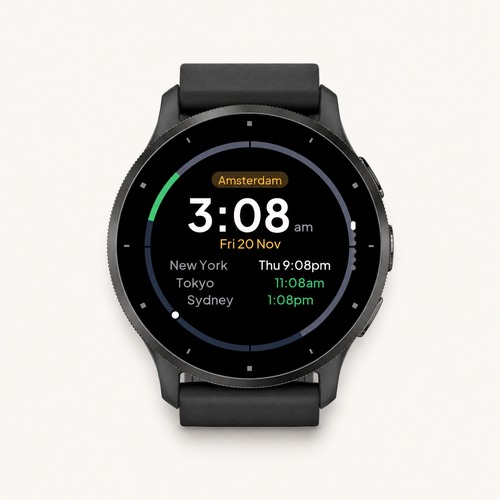 Amsterdam
3:08 am
Fri 20 Nov
New York Thu 9:08pm
Tokyo 11:08am
Sydney 1:08pm